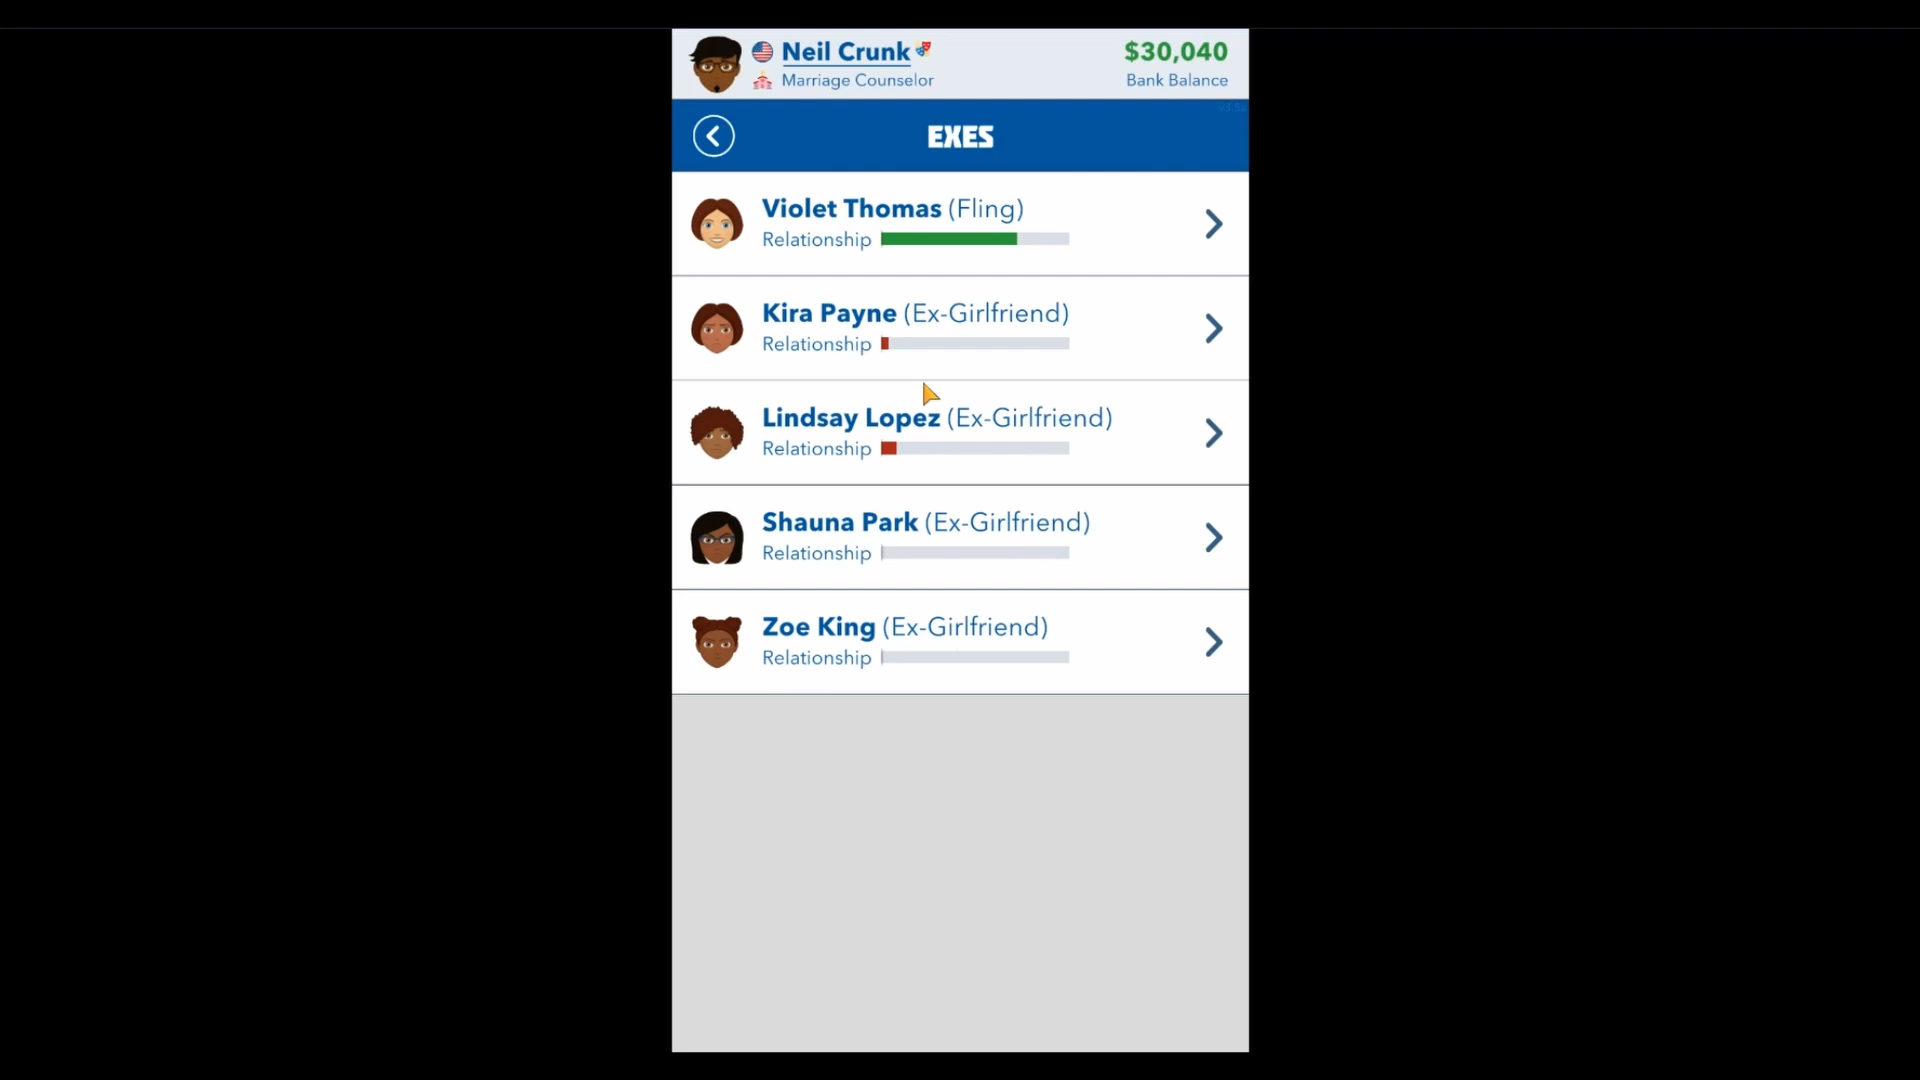 Neil Crunk
$30,040
Marriage Counselor
Bank Balance
EXES
Violet Thomas (Fling)
Relationship
Kira Payne (Ex-Girlfriend)
Relationship
Lindsay Lopez (Ex-Girlfriend)
Relationship
Shauna Park (Ex-Girlfriend)
Relationship
Zoe King (Ex-Girlfriend)
Relationship